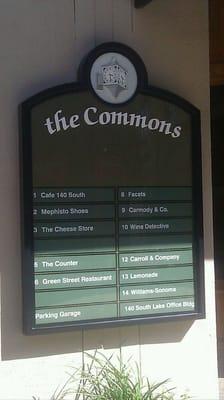 the Commons
1 Cafe 140 South
2 Mephisto Shoes
3 The Cheese Store
5 The Counter
6 Green Street Restaurant
Parking Garage
8 Facets
9 Carmody & Co.
10 Wine Detective
12 Carroll & Company
13 Lemonade
14 Williams-Sonoma
140 South Lake Office Bldg